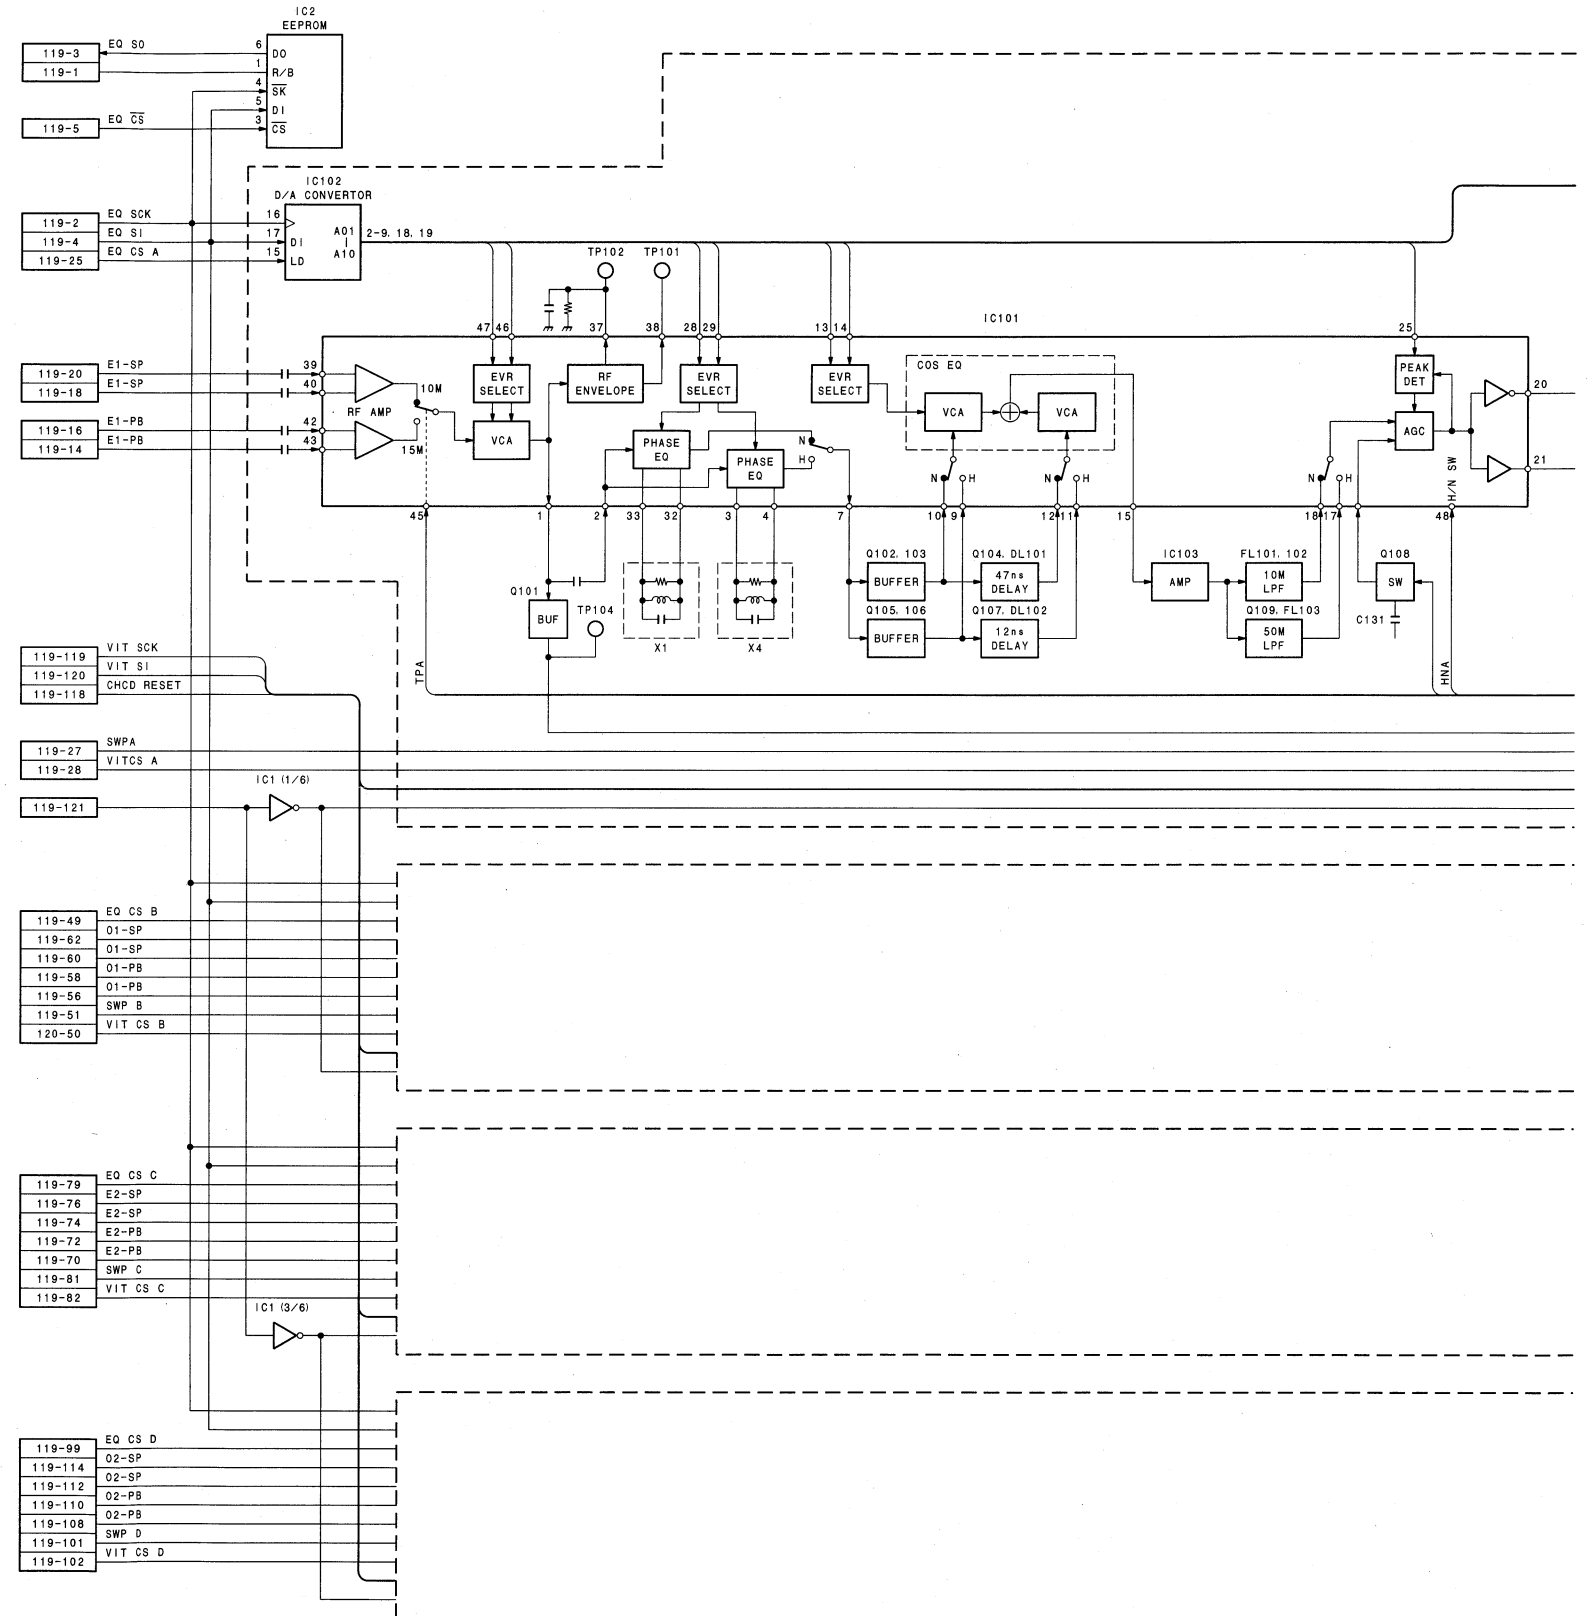 IC2
EEPROM
119-3 EQ SO 6 DO
119-1 1 R/B
4 SK
5 DI
119-5 EQ CS 3 CS
IC102
D/A CONVERTOR
119-2 EQ SCK 16
119-4 EQ SI 17 DI
119-25 EQ CS A 15 LD
A01
A10
2-9, 18, 19
TP102 TP101
IC101
47 46 37 38 28 29 13 14 25
119-20 E1-SP 39
119-18 E1-SP 40
119-16 E1-PB 42
119-14 E1-PB 43
RF AMP
10M
15M
EVR
SELECT
VCA
RF
ENVELOPE
EVR
SELECT
PHASE
EQ
PHASE
EQ
N
H
EVR
SELECT
COS EQ
VCA
VCA
N H
N H
PEAK
DET
AGC
N H
H/N SW
20
21
45 1 2 33 32 3 4 7 10 9 12 11 15 18 17 48
Q101
BUF
TP104
X1
X4
Q102, 103
BUFFER
Q105, 106
BUFFER
Q104, DL101
47ns
DELAY
Q107, DL102
12ns
DELAY
IC103
AMP
FL101, 102
10M
LPF
Q109, FL103
50M
LPF
Q108
SW
C131
TPA
HNA
119-119 VIT SCK
119-120 VIT SI
119-118 CHCD RESET
119-27 SWPA
119-28 VITCS A
IC1 (1/6)
119-121
119-49 EQ CS B
119-62 O1-SP
119-60 O1-SP
119-58 O1-PB
119-56 O1-PB
119-51 SWP B
120-50 VIT CS B
119-79 EQ CS C
119-76 E2-SP
119-74 E2-SP
119-72 E2-PB
119-70 E2-PB
119-81 SWP C
119-82 VIT CS C
IC1 (3/6)
119-99 EQ CS D
119-114 O2-SP
119-112 O2-SP
119-110 O2-PB
119-108 O2-PB
119-101 SWP D
119-102 VIT CS D